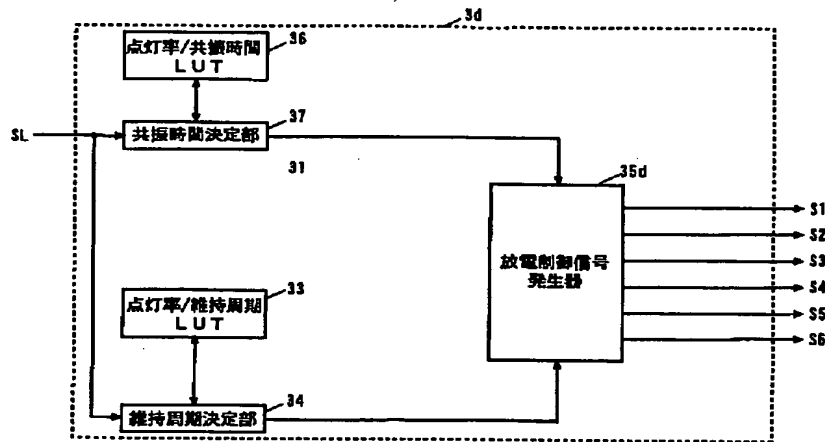 3d
点灯率/共振時間
LUT
36
SL
共振時間決定部
37
31
35d
放電制御信号
発生器
S1
S2
S3
S4
S5
S6
点灯率/維持周期
LUT
33
維持周期決定部
34